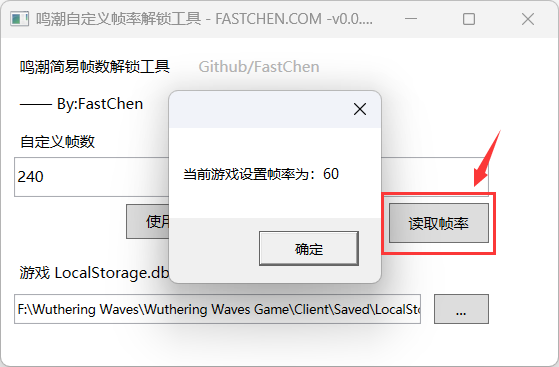 鸣潮自定义帧率解锁工具 - FASTCHEN.COM -v0.0....
鸣潮简易帧数解锁工具 Github/FastChen
—— By:FastChen
自定义帧数
240
当前游戏设置帧率为：60
使用
读取帧率
确定
游戏 LocalStorage.db
F:\Wuthering Waves\Wuthering Waves Game\Client\Saved\LocalSto
...